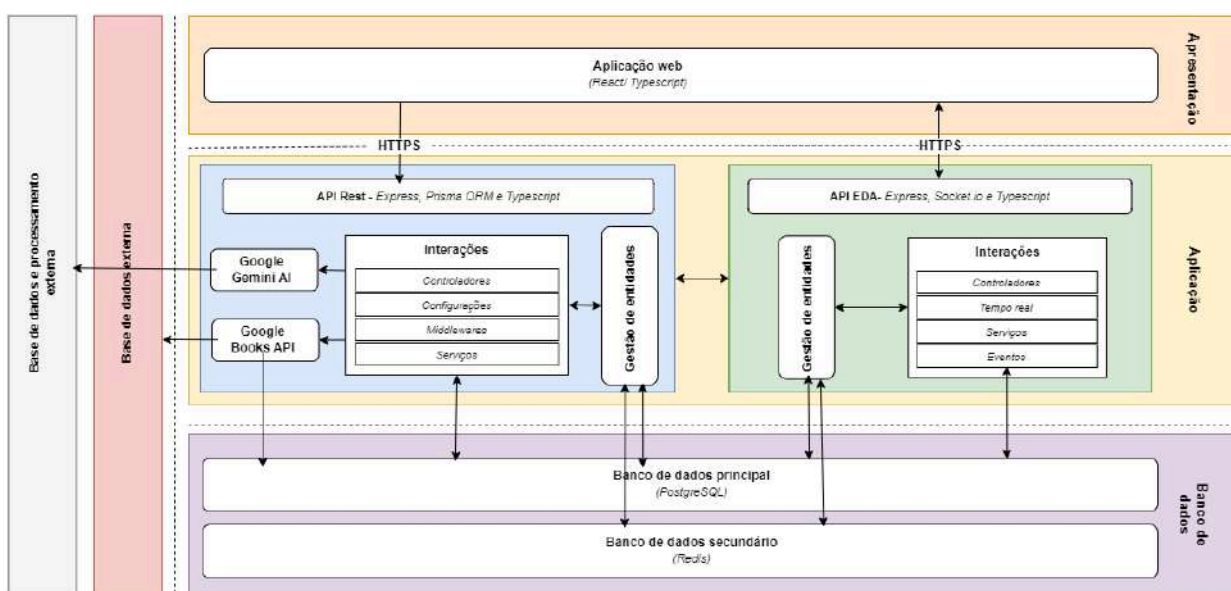 Base de dados e processamento
externa
Base de dados externa
Aplicação web
(React/ Typescript)
Apresentação
HTTPS
HTTPS
API Rest - Express, Prisma ORM e Typescript
API EDA- Express, Socket.io e Typescript
Google
Gemini AI
Google
Books API
Interações
Controladores
Configurações
Middlewares
Serviços
Gestão de entidades
Gestão de entidades
Interações
Controladores
Tempo real
Serviços
Eventos
Aplicação
Banco de dados principal
(PostgreSQL)
Banco de dados secundário
(Redis)
Banco de
dados